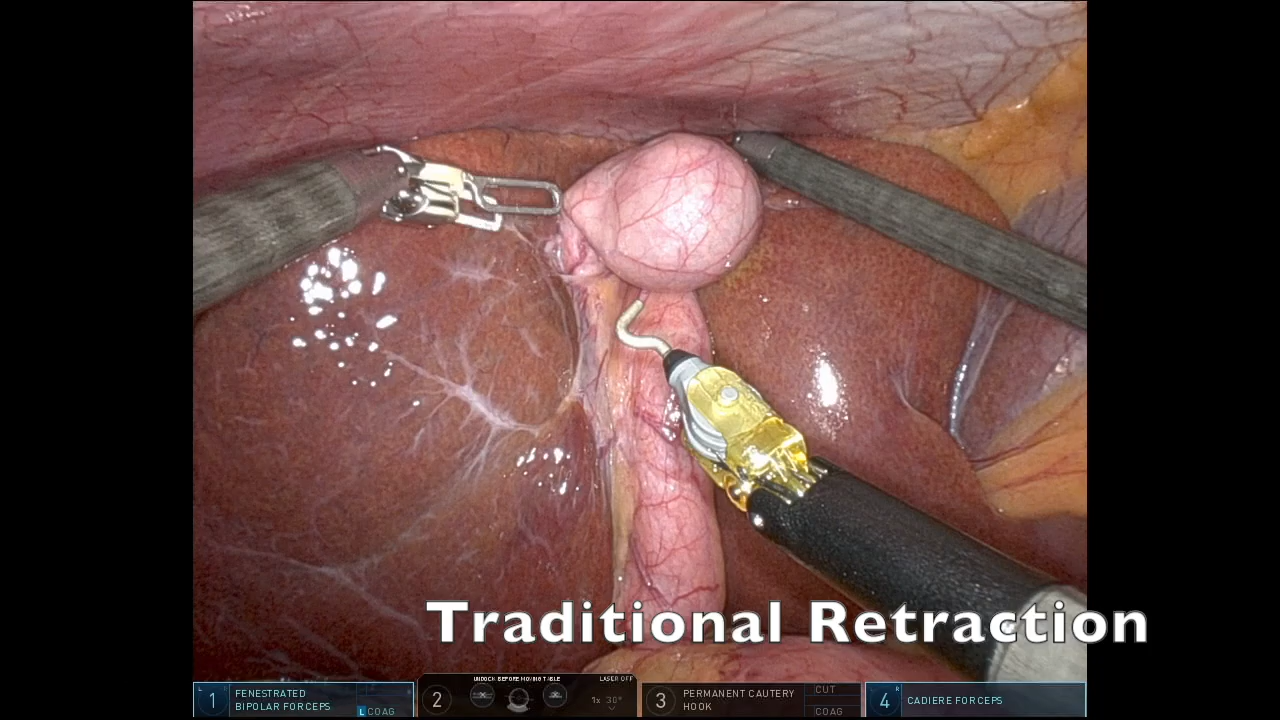 Traditional Retraction
UNDOCK BEFORE MOVING TABLE
LASER OFF
1
FENESTRATED
BIPOLAR FORCEPS
L COAG
2
1x 30°
3
PERMANENT CAUTERY
HOOK
CUT
COAG
4
CADIERE FORCEPS